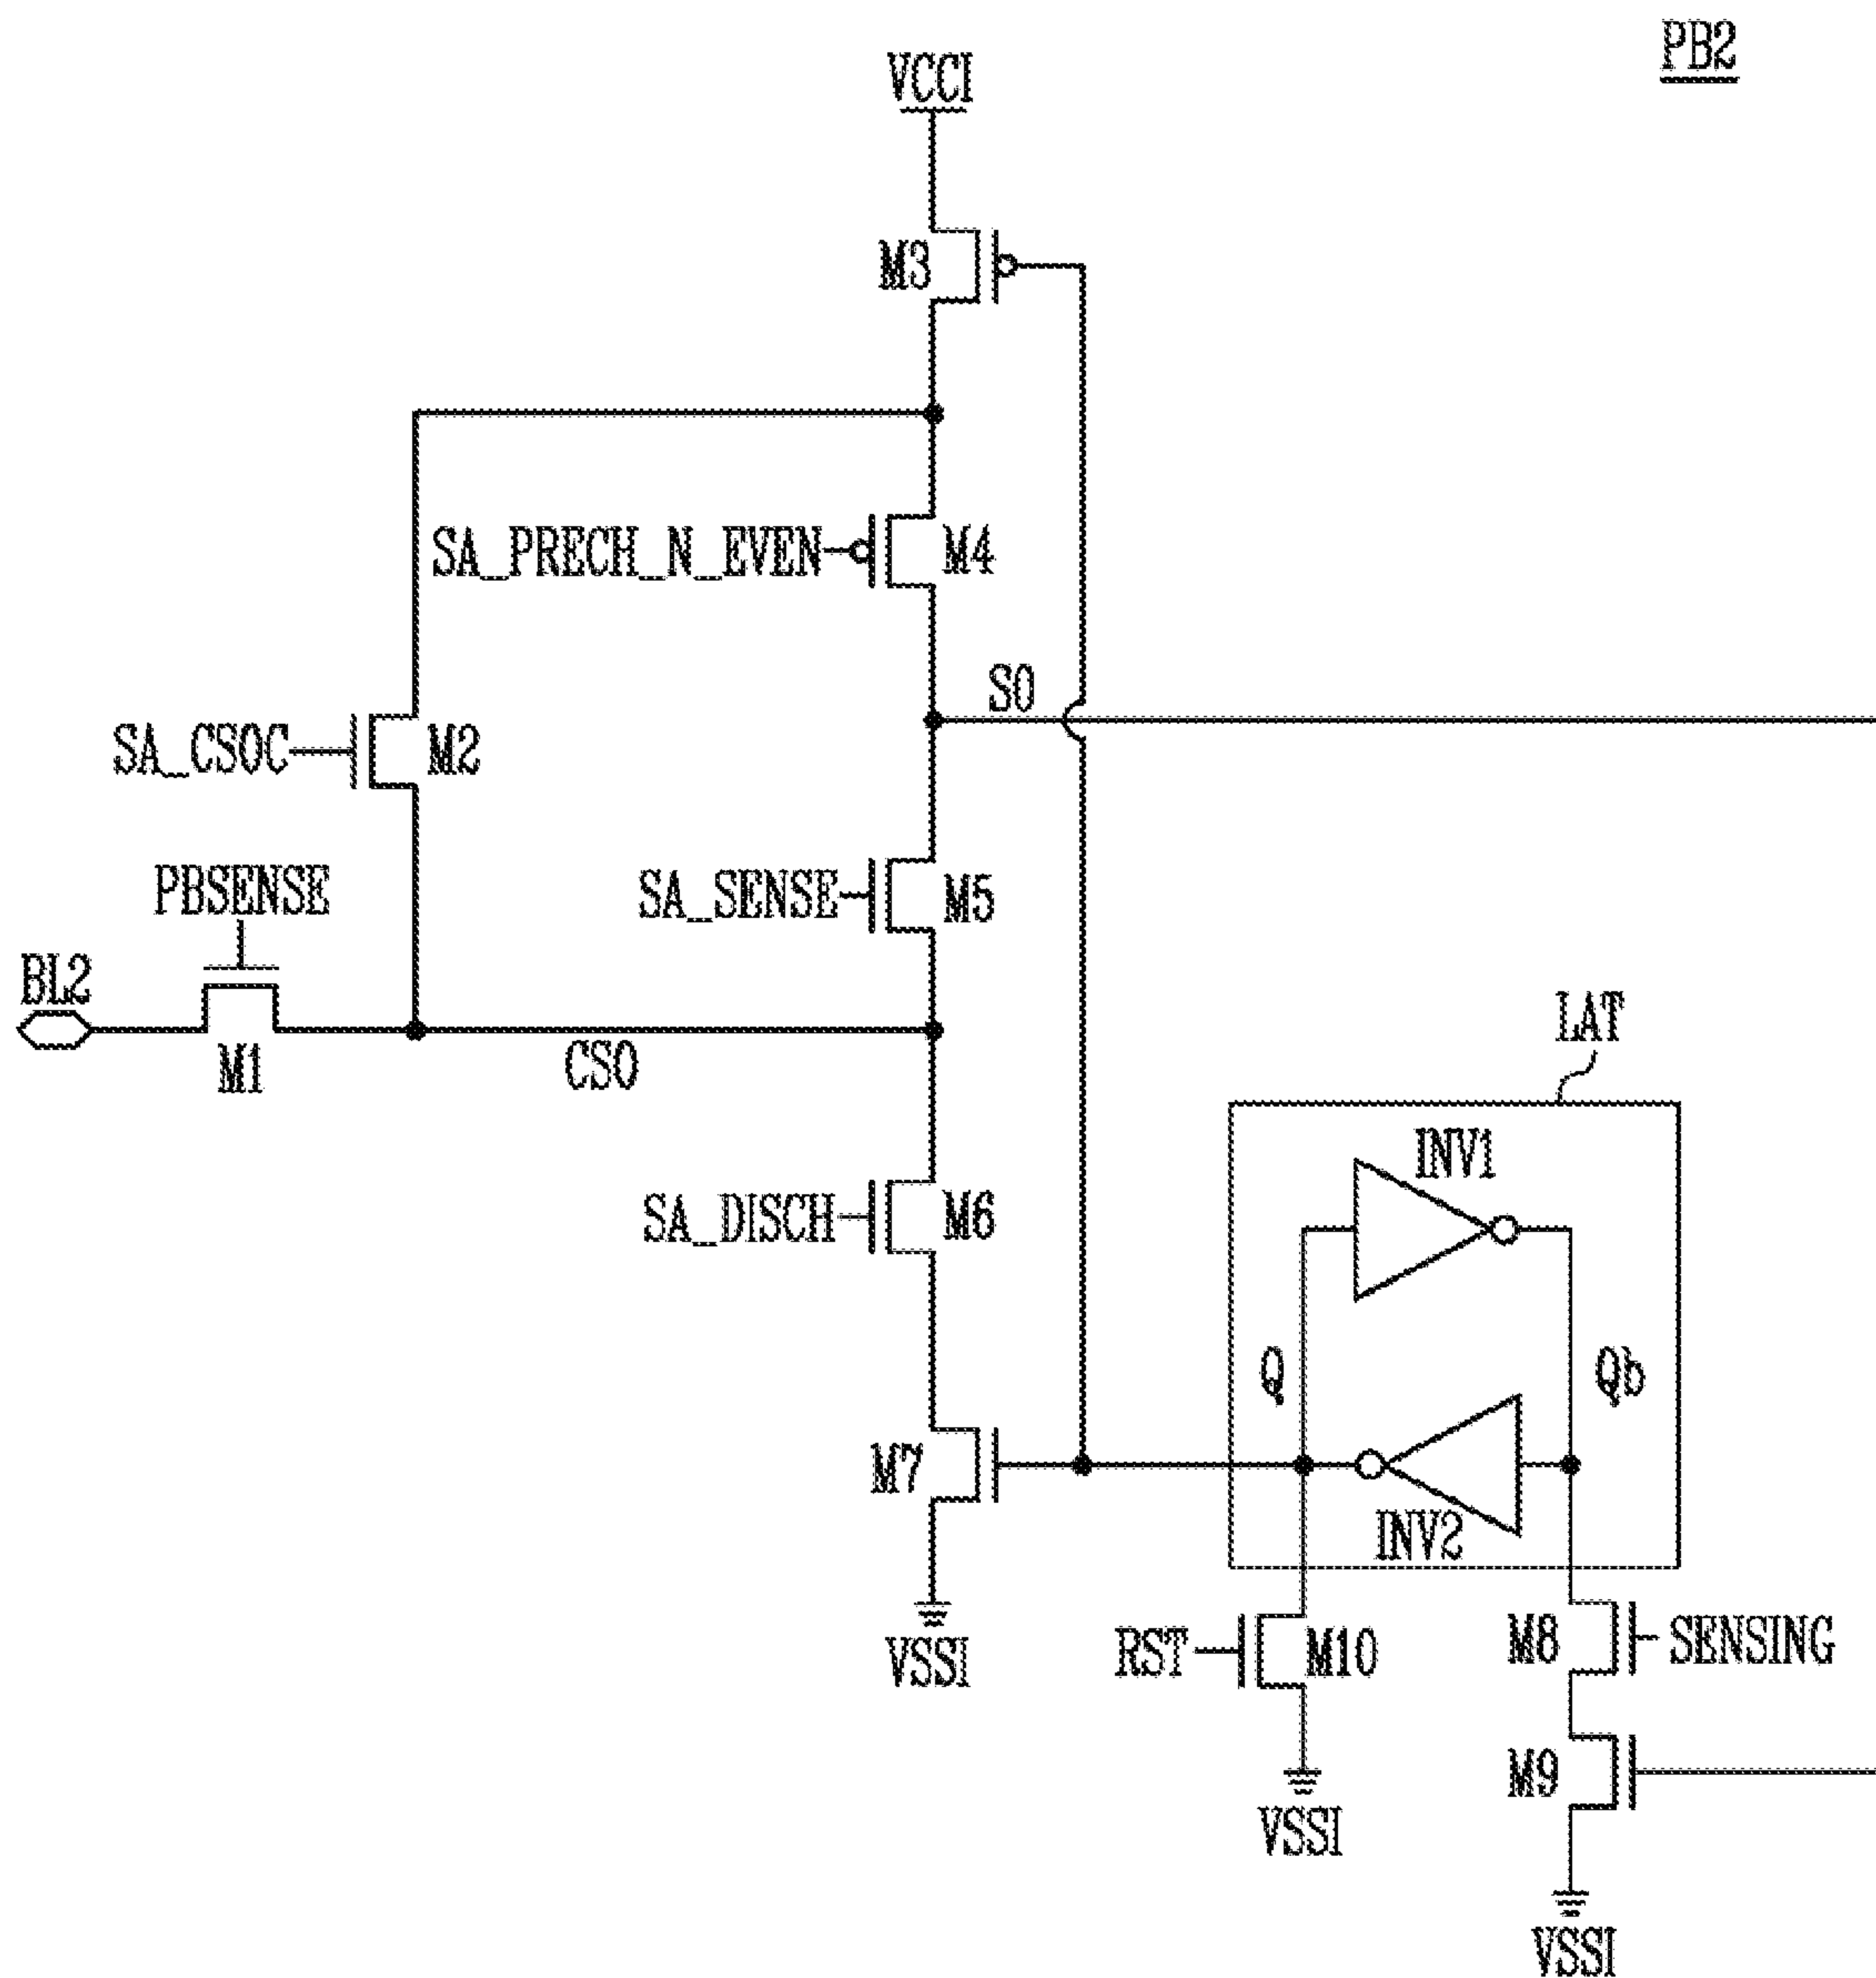 PB2
VCCI
M3
SA_PRECH_N_EVEN
M4
SO
SA_CSOC
M2
PBSENSE
SA_SENSE
M5
BL2
M1
CSO
LAT
INV1
SA_DISCH
M6
Q
Qb
M7
INV2
VSSI
RST
M10
M8
SENSING
M9
VSSI
VSSI